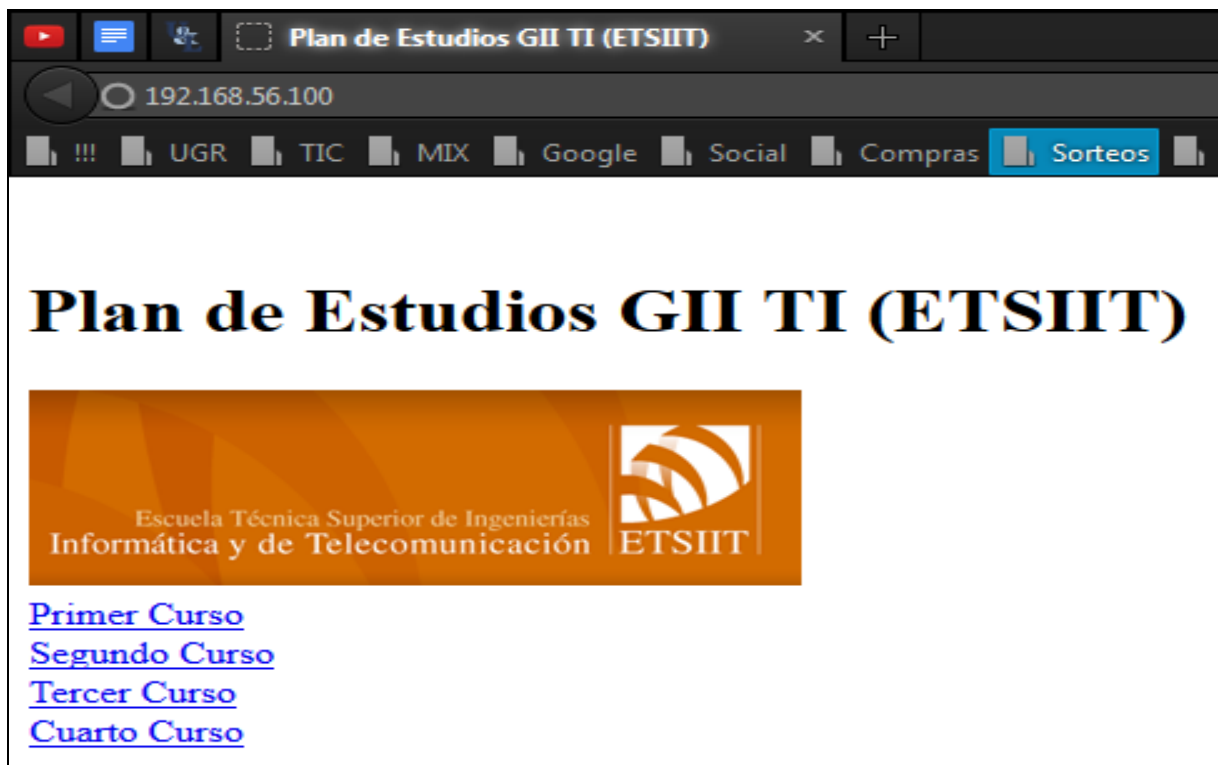 Plan de Estudios GII TI (ETSIIT)
192.168.56.100
!!! UGR TIC MIX Google Social Compras Sorteos
Plan de Estudios GII TI (ETSIIT)
Escuela Técnica Superior de Ingenierías
Informática y de Telecomunicación
ETSIIT
Primer Curso
Segundo Curso
Tercer Curso
Cuarto Curso